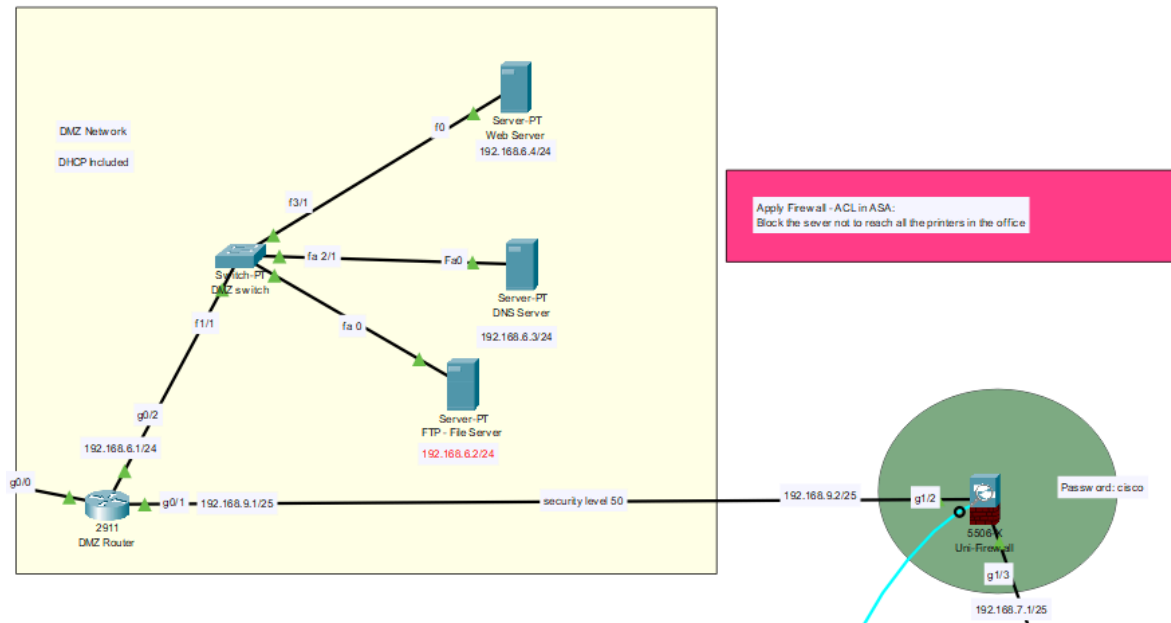 DMZ Network
DHCP Included
f0
Server-PT
Web Server
192.168.6.4/24
f3/1
Apply Firewall - ACL in ASA:
Block the sever not to reach all the printers in the office
fa 2/1
Fa0
Switch-PT
DMZ switch
Server-PT
DNS Server
192.168.6.3/24
f1/1
fa 0
g0/2
Server-PT
FTP - File Server
192.168.6.2/24
192.168.6.1/24
g0/0
g0/1
192.168.9.1/25
security level 50
192.168.9.2/25
g1/2
Password: cisco
2911
DMZ Router
5506-X
Uni-Firewall
g1/3
192.168.7.1/25